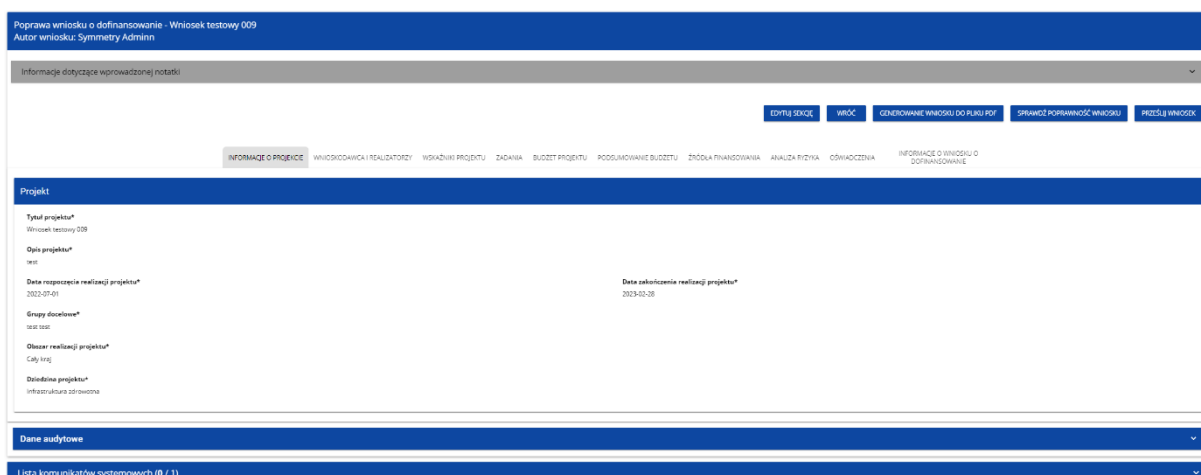 Poprawa wniosku o dofinansowanie - Wniosek testowy 009
Autor wniosku: Symmetry Adminn
Informacje dotyczące wprowadzonej notatki
EDYTUJ SEKCJĘ WRÓĆ GENEROWANIE WNIOSKU DO PLIKU PDF SPRAWDŹ POPRAWNOŚĆ WNIOSKU PRZEŚLIJ WNIOSEK
INFORMACJE O PROJEKCIE WNIOSKODAWCA I REALIZATORZY WSKAŹNIKI PROJEKTU ZADANIA BUDŻET PROJEKTU PODSUMOWANIE BUDŻETU ŹRÓDŁA FINANSOWANIA ANALIZA RYZYKA OŚWIADCZENIA INFORMACJE O WNIOSKU O
DOFINANSOWANIE
Projekt
Tytuł projektu*
Wniosek testowy 009
Opis projektu*
test
Data rozpoczęcia realizacji projektu* Data zakończenia realizacji projektu*
2022-07-01 2023-02-28
Grupy docelowe*
test test
Obszar realizacji projektu*
Cały kraj
Dziedzina projektu*
Infrastruktura zdrowotna
Dane audytowe
Lista komunikatów systemowych (0 / 1)